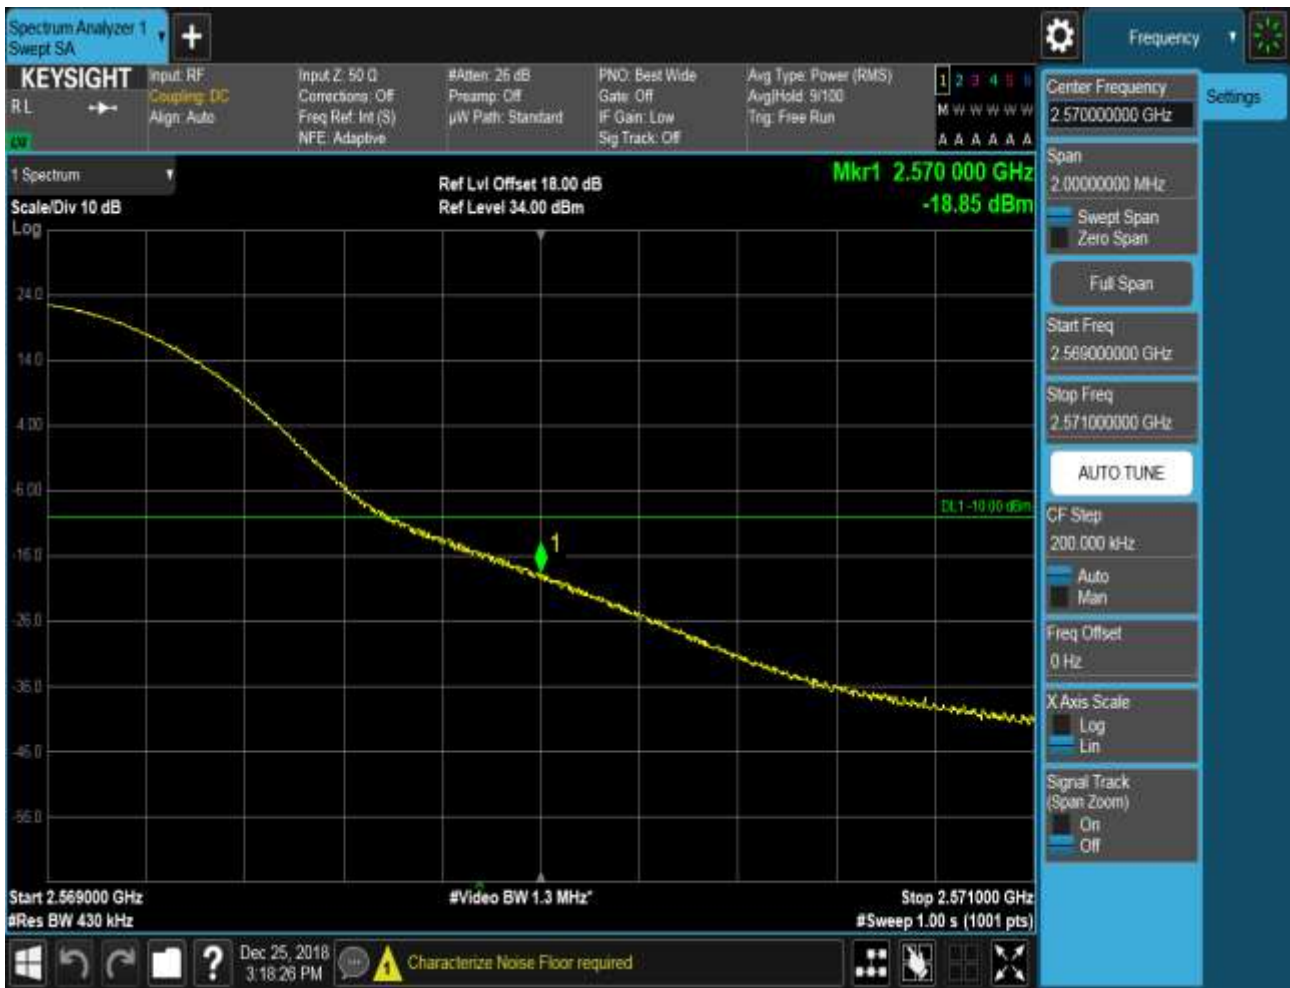 Spectrum Analyzer 1
Swept SA
Frequency
KEYSIGHT
R L
Input: RF
Coupling: DC
Align: Auto
Input Z: 50 Ω
Corrections: Off
Freq Ref: Int (S)
NFE: Adaptive
#Atten: 26 dB
Preamp: Off
µW Path: Standard
PNO: Best Wide
Gate: Off
IF Gain: Low
Sig Track: Off
Avg Type: Power (RMS)
Avg|Hold: 9/100
Trig: Free Run
1 2 3 4 5 6
M W W W W W
A A A A A A
1 Spectrum
Scale/Div 10 dB
Ref Lvl Offset 18.00 dB
Ref Level 34.00 dBm
Mkr1 2.570 000 GHz
-18.85 dBm
Log
24.0
14.0
4.00
-6.00
DL1 -10.00 dBm
1
-16.0
-26.0
-36.0
-46.0
-56.0
Start 2.569000 GHz
#Video BW 1.3 MHz*
Stop 2.571000 GHz
#Res BW 430 kHz
#Sweep 1.00 s (1001 pts)
Center Frequency
2.570000000 GHz
Settings
Span
2.00000000 MHz
Swept Span
Zero Span
Full Span
Start Freq
2.569000000 GHz
Stop Freq
2.571000000 GHz
AUTO TUNE
CF Step
200.000 kHz
Auto
Man
Freq Offset
0 Hz
X Axis Scale
Log
Lin
Signal Track
(Span Zoom)
On
Off
?
Dec 25, 2018
3:18:26 PM
1
Characterize Noise Floor required